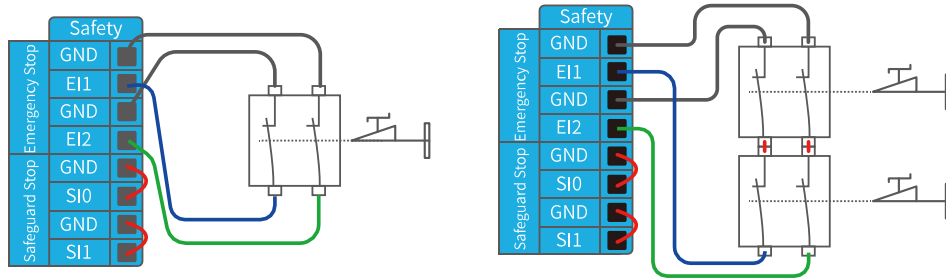 Safety
Emergency Stop
GND
EI1
GND
EI2
Safeguard Stop
GND
SI0
GND
SI1
Safety
Emergency Stop
GND
EI1
GND
EI2
Safeguard Stop
GND
SI0
GND
SI1